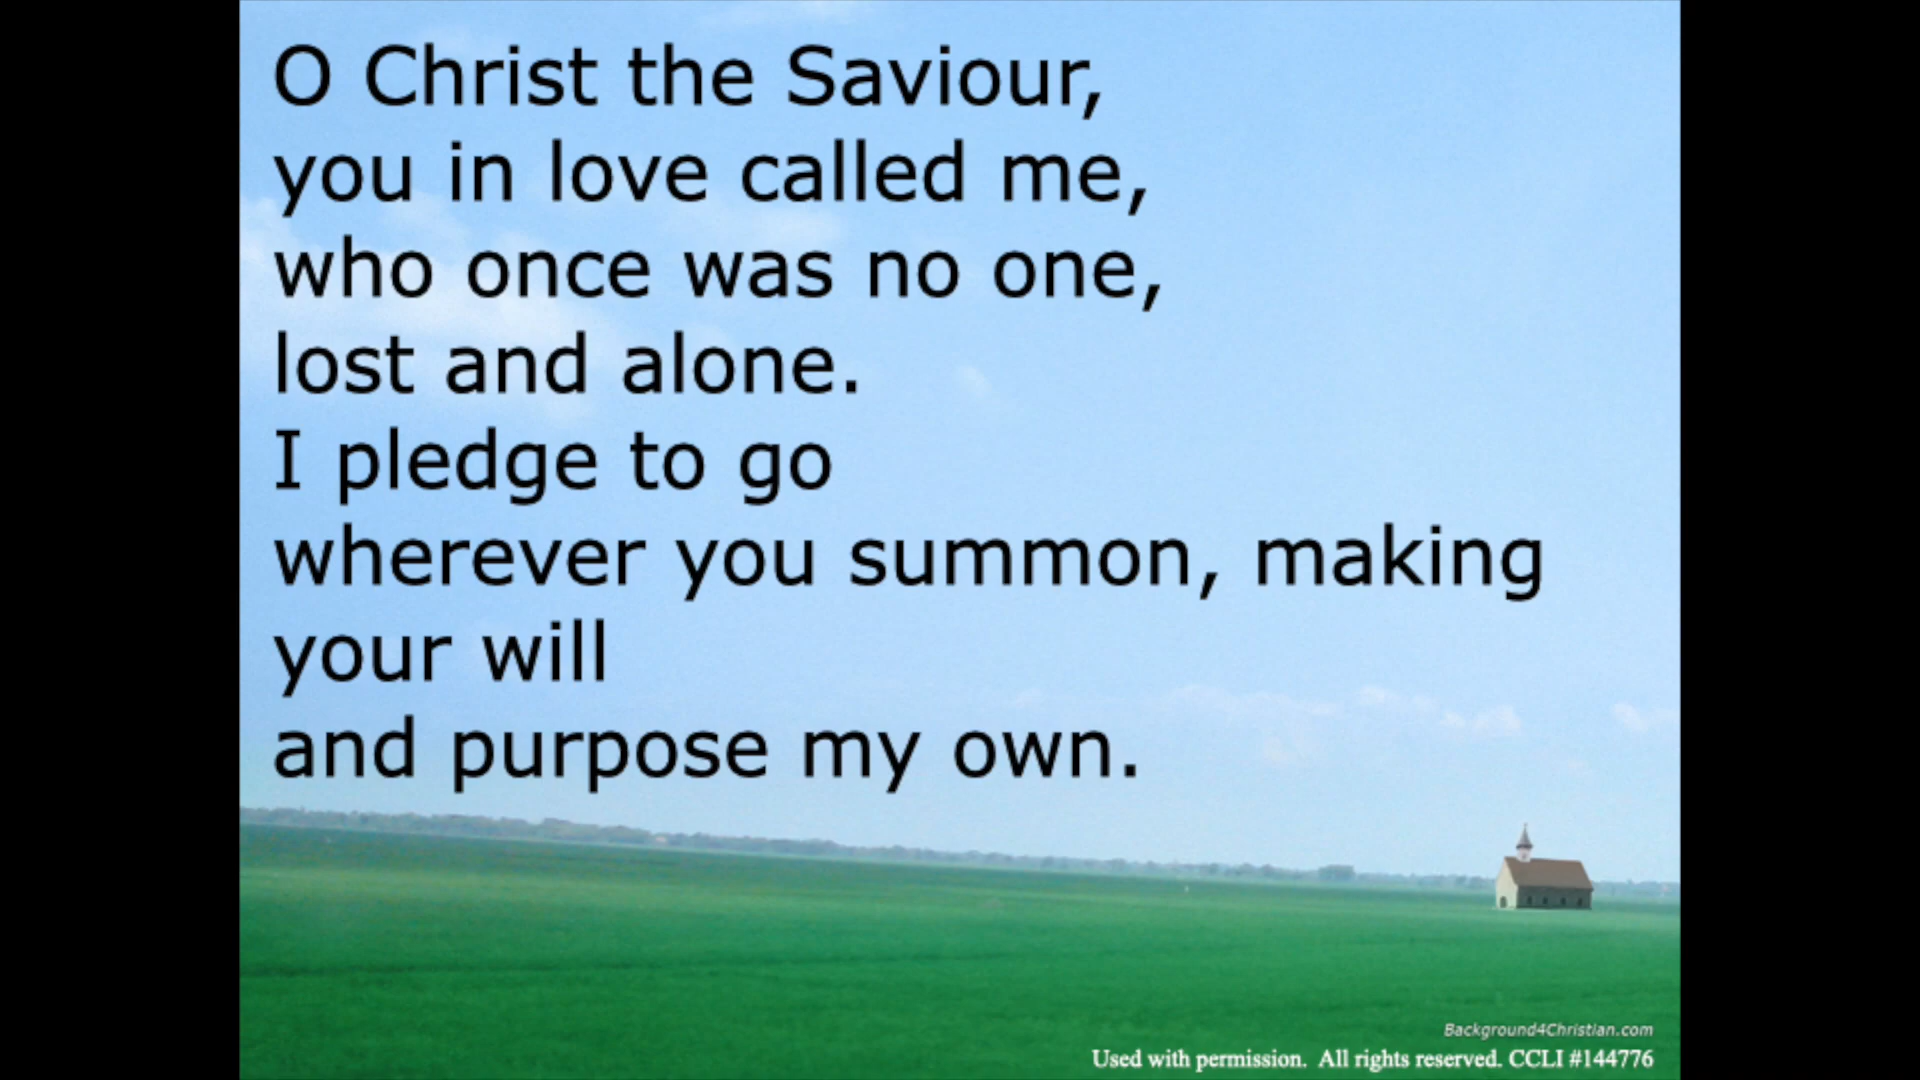 O Christ the Saviour,
you in love called me,
who once was no one,
lost and alone.
I pledge to go
wherever you summon, making
your will
and purpose my own.
Background4Christian.com
Used with permission.  All rights reserved. CCLI #144776